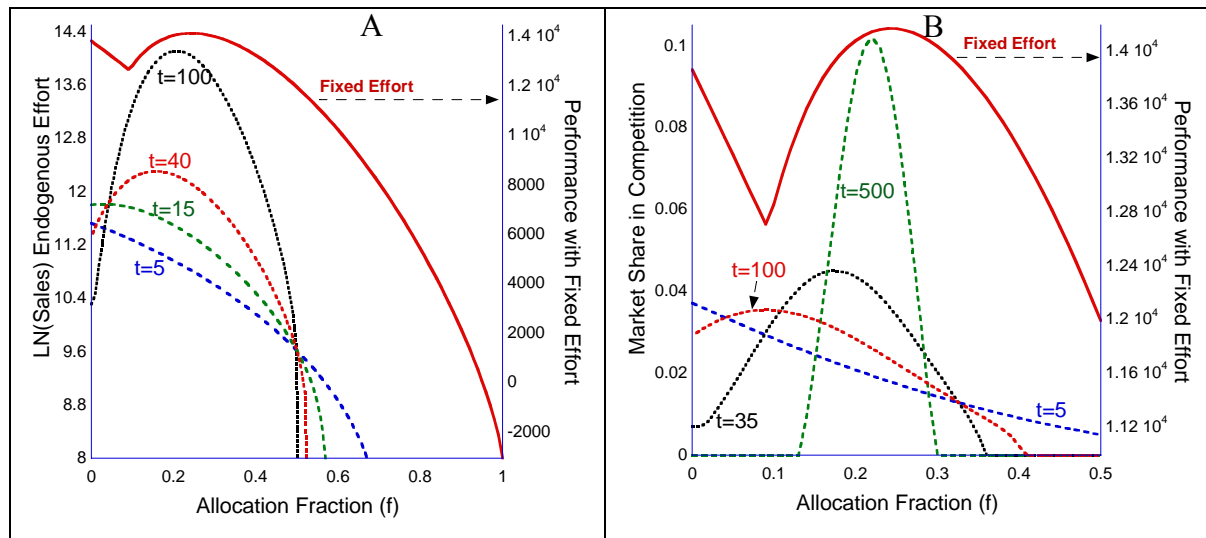 A
14.4
13.6
12.8
12
11.2
10.4
9.6
8.8
8
LN(Sales) Endogenous Effort
t=100
t=40
t=15
t=5
Fixed Effort
1.4 10⁴
1.2 10⁴
1 10⁴
8000
6000
4000
2000
0
-2000
Performance with Fixed Effort
0
0.2
0.4
0.6
0.8
1
Allocation Fraction (f)
B
0.1
0.08
0.06
0.04
0.02
0
Market Share in Competition
Fixed Effort
t=500
t=100
t=35
t=5
1.4 10⁴
1.36 10⁴
1.32 10⁴
1.28 10⁴
1.24 10⁴
1.2 10⁴
1.16 10⁴
1.12 10⁴
Performance with Fixed Effort
0
0.1
0.2
0.3
0.4
0.5
Allocation Fraction (f)